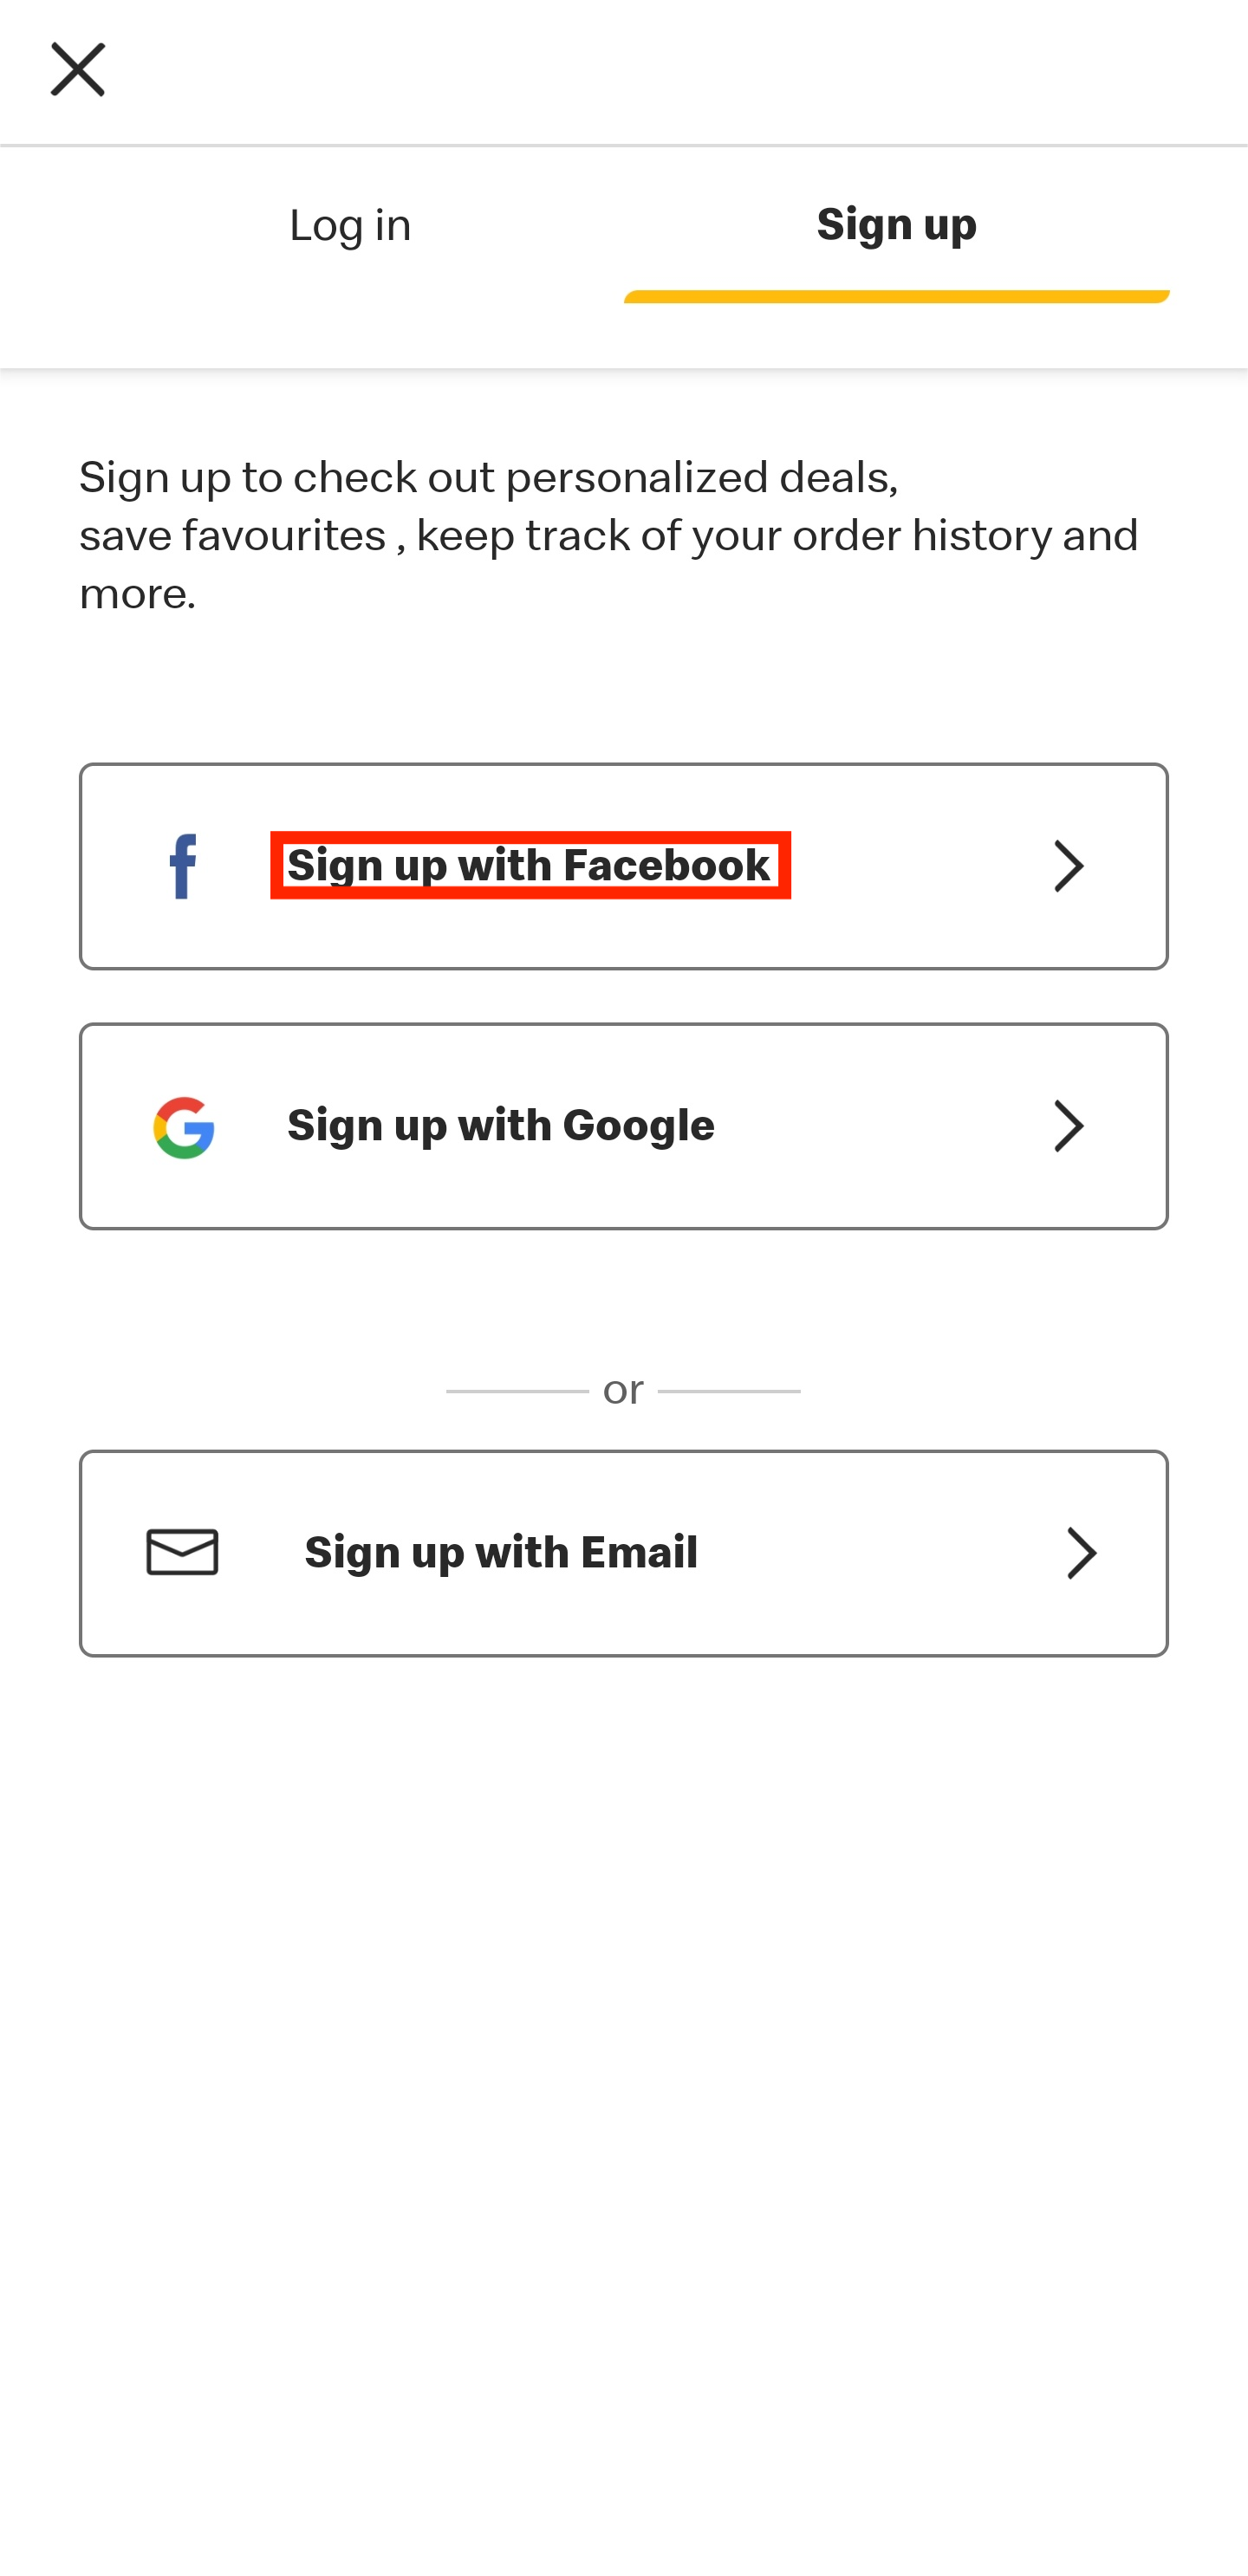 Log in
Sign up
Sign up to check out personalized deals,
save favourites , keep track of your order history and
more.
Sign up with Facebook
Sign up with Google
or
Sign up with Email